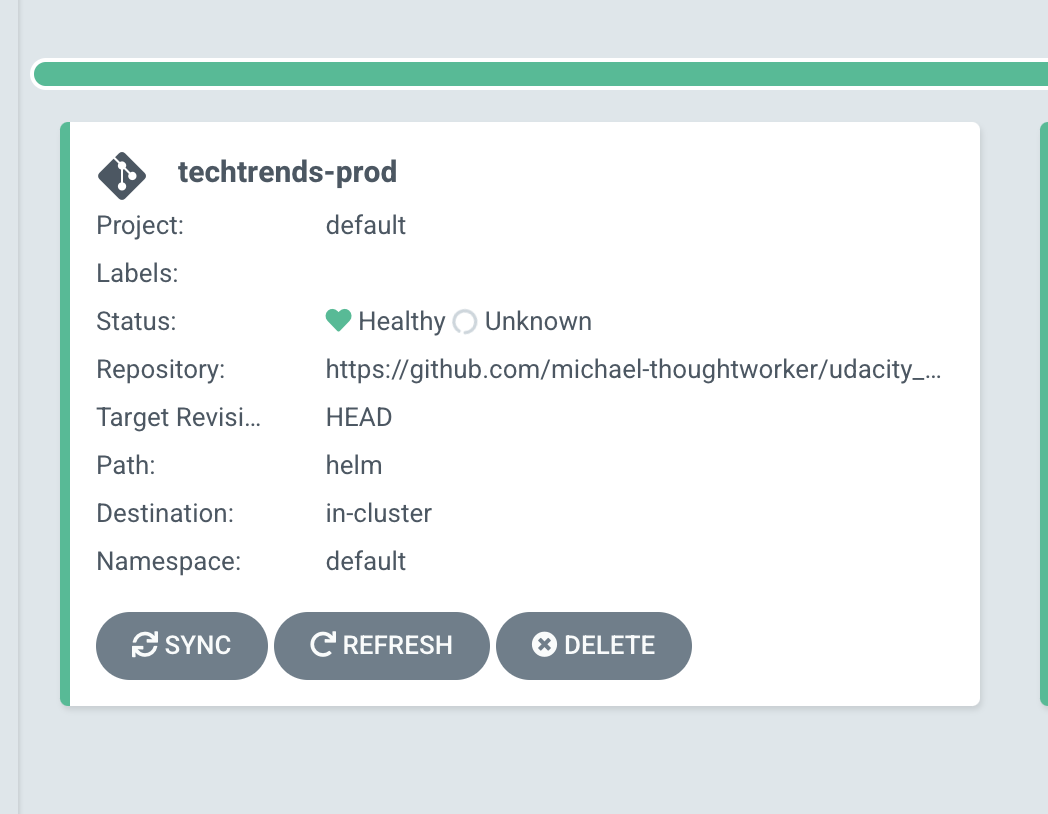 techtrends-prod
Project: default
Labels:
Status: Healthy Unknown
Repository: https://github.com/michael-thoughtworker/udacity_...
Target Revisi... HEAD
Path: helm
Destination: in-cluster
Namespace: default
SYNC REFRESH DELETE